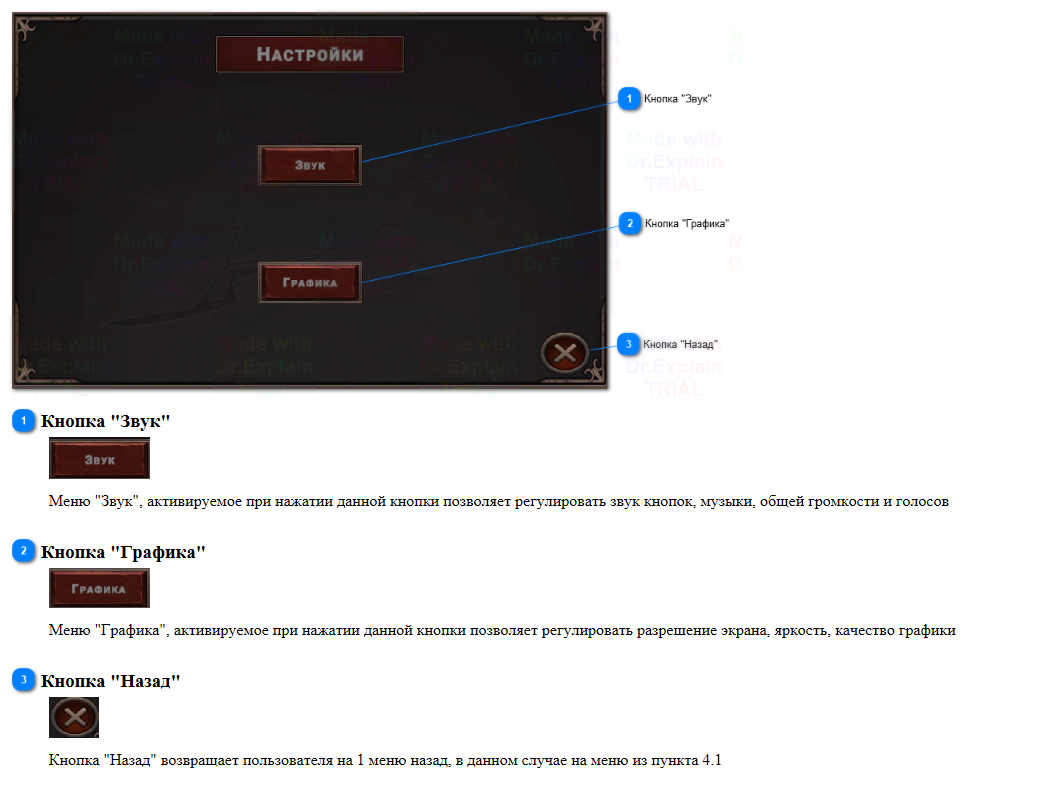 Настройки
1 Кнопка "Звук"
Звук
2 Кнопка "Графика"
Графика
3 Кнопка "Назад"
Made with
Dr.Explain
TRIAL
1 Кнопка "Звук"
Звук
Меню "Звук", активируемое при нажатии данной кнопки позволяет регулировать звук кнопок, музыки, общей громкости и голосов
2 Кнопка "Графика"
Графика
Меню "Графика", активируемое при нажатии данной кнопки позволяет регулировать разрешение экрана, яркость, качество графики
3 Кнопка "Назад"
Кнопка "Назад" возвращает пользователя на 1 меню назад, в данном случае на меню из пункта 4.1